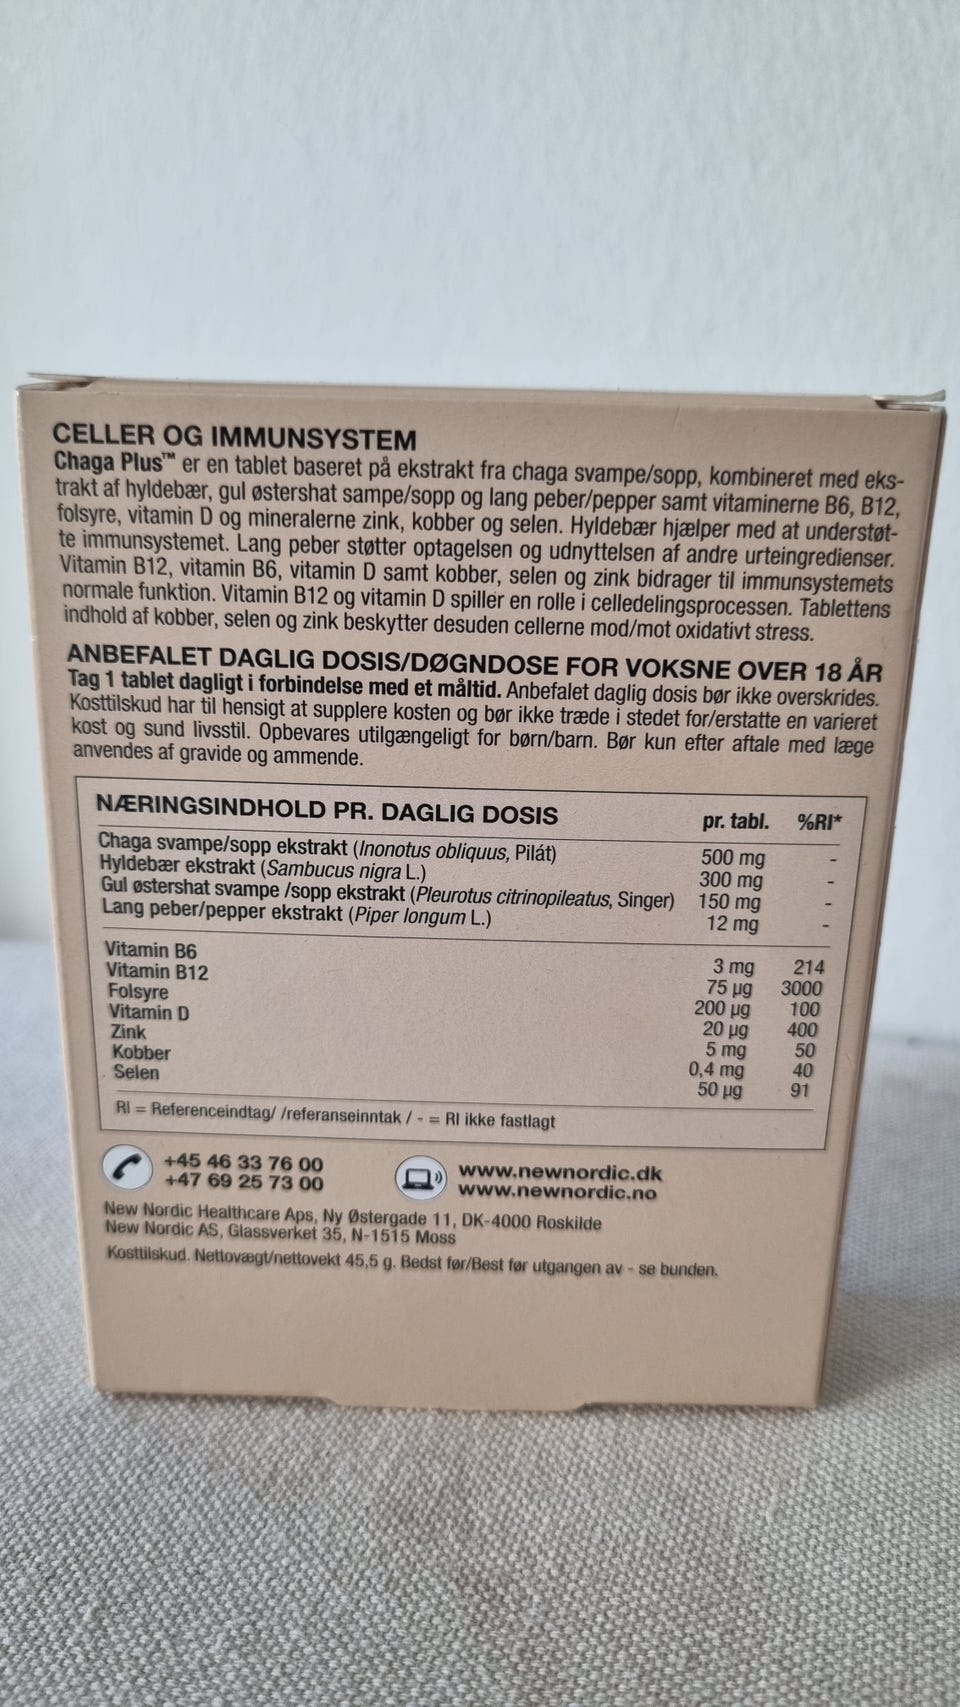 CELLER OG IMMUNSYSTEM
Chaga Plus™ er en tablet baseret på ekstrakt fra chaga svampe/sopp, kombineret med eks-
trakt af hyldebær, gul østershat sampe/sopp og lang peber/pepper samt vitaminerne B6, B12,
folsyre, vitamin D og mineralerne zink, kobber og selen. Hyldebær hjælper med at understøt-
te immunsystemet. Lang peber støtter optagelsen og udnyttelsen af andre urteingredienser.
Vitamin B12, vitamin B6, vitamin D samt kobber, selen og zink bidrager til immunsystemets
normale funktion. Vitamin B12 og vitamin D spiller en rolle i celledelingsprocessen. Tablettens
indhold af kobber, selen og zink beskytter desuden cellerne mod/mot oxidativt stress.
ANBEFALET DAGLIG DOSIS/DØGNDOSE FOR VOKSNE OVER 18 ÅR
Tag 1 tablet dagligt i forbindelse med et måltid. Anbefalet daglig dosis bør ikke overskrides.
Kosttilskud har til hensigt at supplere kosten og bør ikke træde i stedet for/erstatte en varieret
kost og sund livsstil. Opbevares utilgængeligt for børn/barn. Bør kun efter aftale med læge
anvendes af gravide og ammende.
NÆRINGSINDHOLD PR. DAGLIG DOSIS pr. tabl. %RI*
Chaga svampe/sopp ekstrakt (Inonotus obliquus, Pilát) 500 mg -
Hyldebær ekstrakt (Sambucus nigra L.) 300 mg -
Gul østershat svampe /sopp ekstrakt (Pleurotus citrinopileatus, Singer) 150 mg -
Lang peber/pepper ekstrakt (Piper longum L.) 12 mg -
Vitamin B6 3 mg 214
Vitamin B12 75 µg 3000
Folsyre 200 µg 100
Vitamin D 20 µg 400
Zink 5 mg 50
Kobber 0,4 mg 40
Selen 50 µg 91
RI = Referenceindtag/ /referanseinntak / - = RI ikke fastlagt
+45 46 33 76 00 www.newnordic.dk
+47 69 25 73 00 www.newnordic.no
New Nordic Healthcare Aps, Ny Østergade 11, DK-4000 Roskilde
New Nordic AS, Glassverket 35, N-1515 Moss
Kosttilskud. Nettovægt/nettovekt 45,5 g. Bedst før/Best før utgangen av - se bunden.